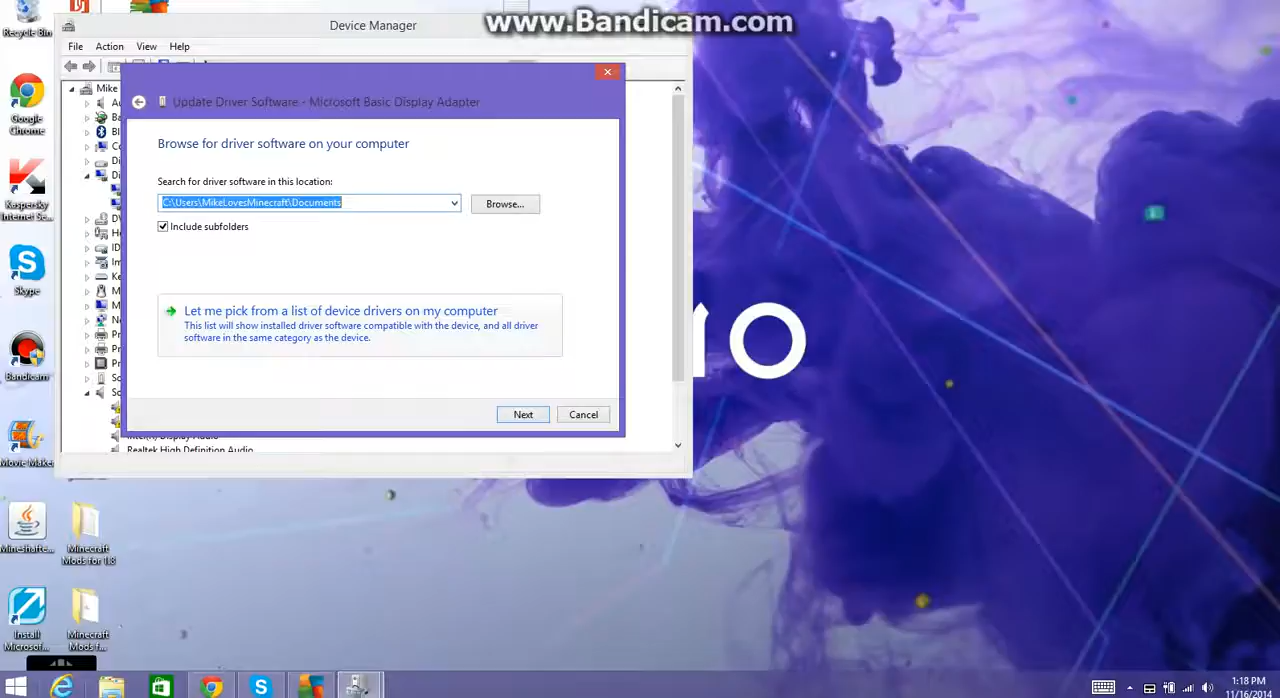 www.Bandicam.com
Device Manager
File Action View Help
Mike
Update Driver Software - Microsoft Basic Display Adapter
Browse for driver software on your computer
Search for driver software in this location:
C:\Users\MikeLovesMinecraft\Documents
Browse...
Include subfolders
Let me pick from a list of device drivers on my computer
This list will show installed driver software compatible with the device, and all driver
software in the same category as the device.
Next Cancel
Intel(R) Display Audio
Realtek High Definition Audio
Recycle Bin
Google
Chrome
Kaspersky
Internet Se...
Skype
Bandicam
Movie Maker
Mineshafte...
Minecraft
Mods for 1.8
Install
Microsof...
Minecraft
Mods f...
1:18 PM
11/16/2014